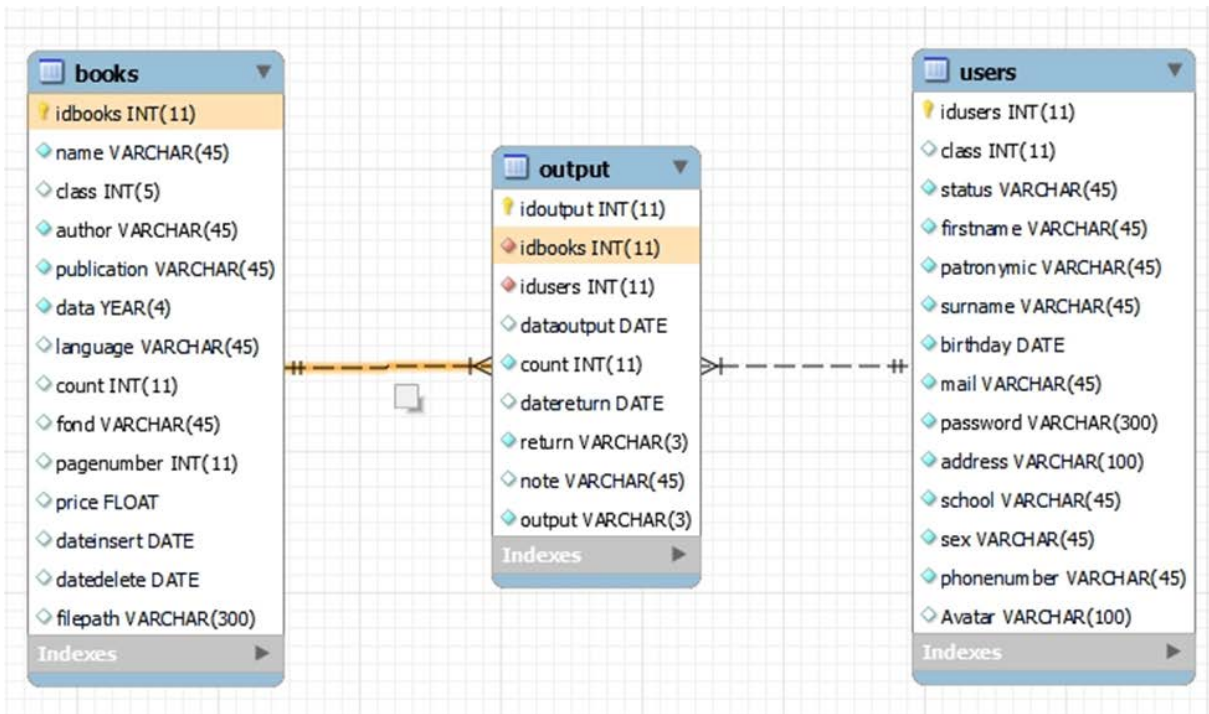 books
idbooks INT(11)
name VARCHAR(45)
class INT(5)
author VARCHAR(45)
publication VARCHAR(45)
data YEAR(4)
language VARCHAR(45)
count INT(11)
fond VARCHAR(45)
pagenumber INT(11)
price FLOAT
dateinsert DATE
datedelete DATE
filepath VARCHAR(300)
Indexes
output
idoutput INT(11)
idbooks INT(11)
idusers INT(11)
dataoutput DATE
count INT(11)
datereturn DATE
return VARCHAR(3)
note VARCHAR(45)
output VARCHAR(3)
Indexes
users
idusers INT(11)
class INT(11)
status VARCHAR(45)
firstname VARCHAR(45)
patronymic VARCHAR(45)
surname VARCHAR(45)
birthday DATE
mail VARCHAR(45)
password VARCHAR(300)
address VARCHAR(100)
school VARCHAR(45)
sex VARCHAR(45)
phonenumber VARCHAR(45)
Avatar VARCHAR(100)
Indexes